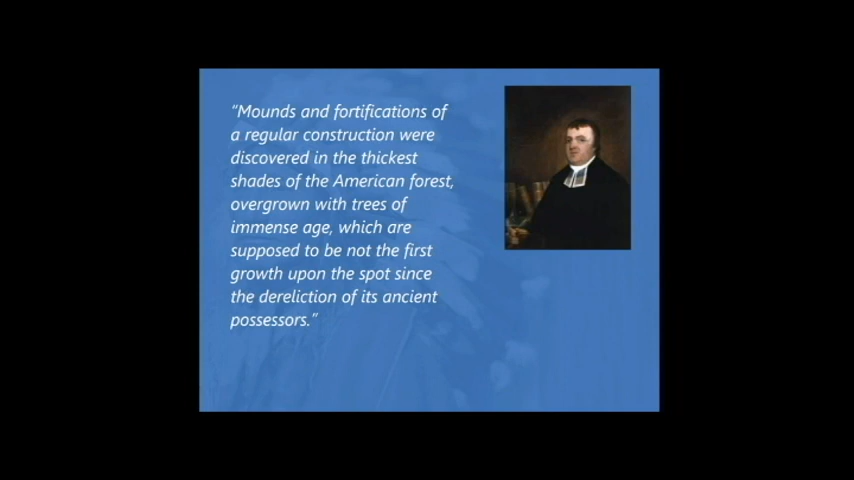 “Mounds and fortifications of
a regular construction were
discovered in the thickest
shades of the American forest,
overgrown with trees of
immense age, which are
supposed to be not the first
growth upon the spot since
the dereliction of its ancient
possessors.”